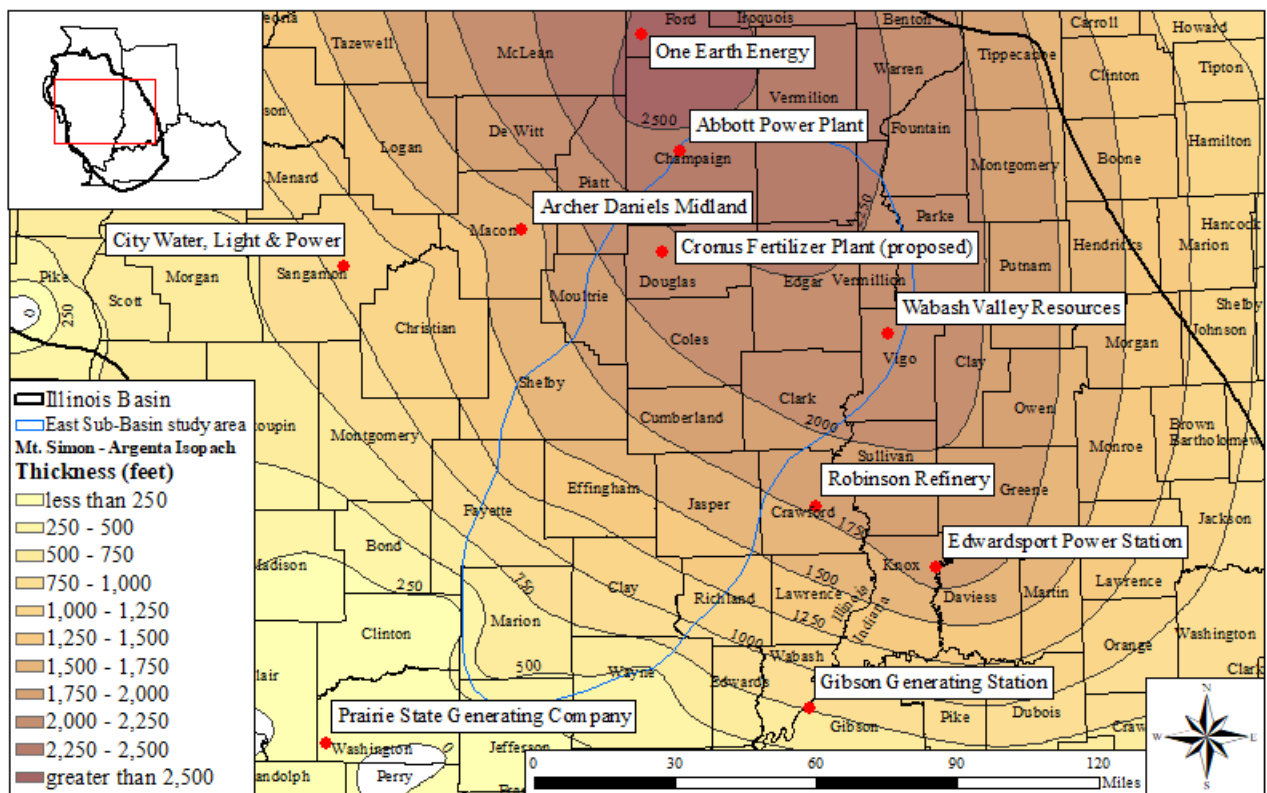 Ford
Iroquois
Benton
Carroll
Howard
Tazewell
McLean
One Earth Energy
Tippecanoe
Warren
Clinton
Tipton
Vermilion
2500
Abbott Power Plant
De Witt
Fountain
Hamilton
Logan
Champaign
Montgomery
Boone
Menard
Piatt
Archer Daniels Midland
Parke
Macon
Hancock
City Water, Light & Power
Cronus Fertilizer Plant (proposed)
Hendricks
Marion
Pike
Morgan
Sangamon
Putnam
Douglas
Edgar
Vermillion
Scott
Moultrie
250
0
Wabash Valley Resources
Shelby
Christian
Coles
Johnson
Morgan
Vigo
Clay
Shelby
Clark
Illinois Basin
East Sub-Basin study area
Mt. Simon - Argenta Isopach
Thickness (feet)
less than 250
250 - 500
500 - 750
750 - 1,000
1,000 - 1,250
1,250 - 1,500
1,500 - 1,750
1,750 - 2,000
2,000 - 2,250
2,250 - 2,500
greater than 2,500
Owen
Cumberland
2000
Brown
Bartholomew
Montgomery
Monroe
Sullivan
Robinson Refinery
Effingham
Jasper
Greene
Fayette
Crawford
1750
Jackson
Bond
Edwardsport Power Station
Knox
250
750
1500
Clay
Lawrence
Richland
Lawrence
Illinois
Indiana
Daviess
Martin
Marion
1250
Clinton
1000
Orange
Washington
Wabash
500
Wayne
Edwards
Clark
Gibson Generating Station
Prairie State Generating Company
Gibson
Pike
Dubois
Washington
Jefferson
0
Perry
N
W
E
S
0
30
60
90
120
Miles